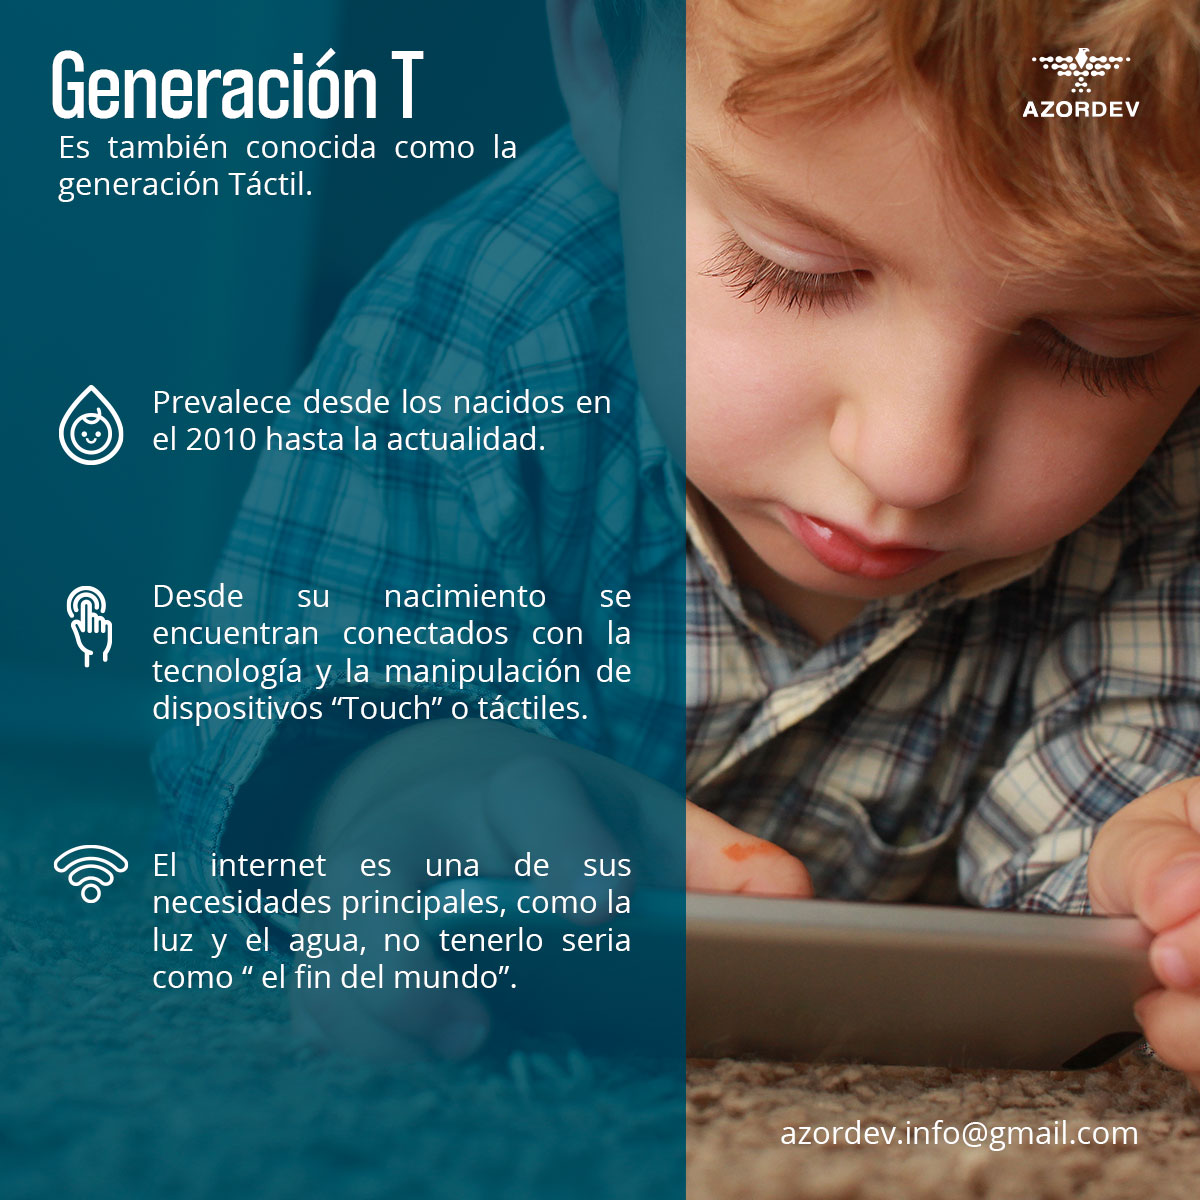 Generación T
Es también conocida como la
generación Táctil.
AZORDEV
Prevalece desde los nacidos en
el 2010 hasta la actualidad.
Desde su nacimiento se
encuentran conectados con la
tecnología y la manipulación de
dispositivos “Touch” o táctiles.
El internet es una de sus
necesidades principales, como la
luz y el agua, no tenerlo seria
como “ el fin del mundo”.
azordev.info@gmail.com